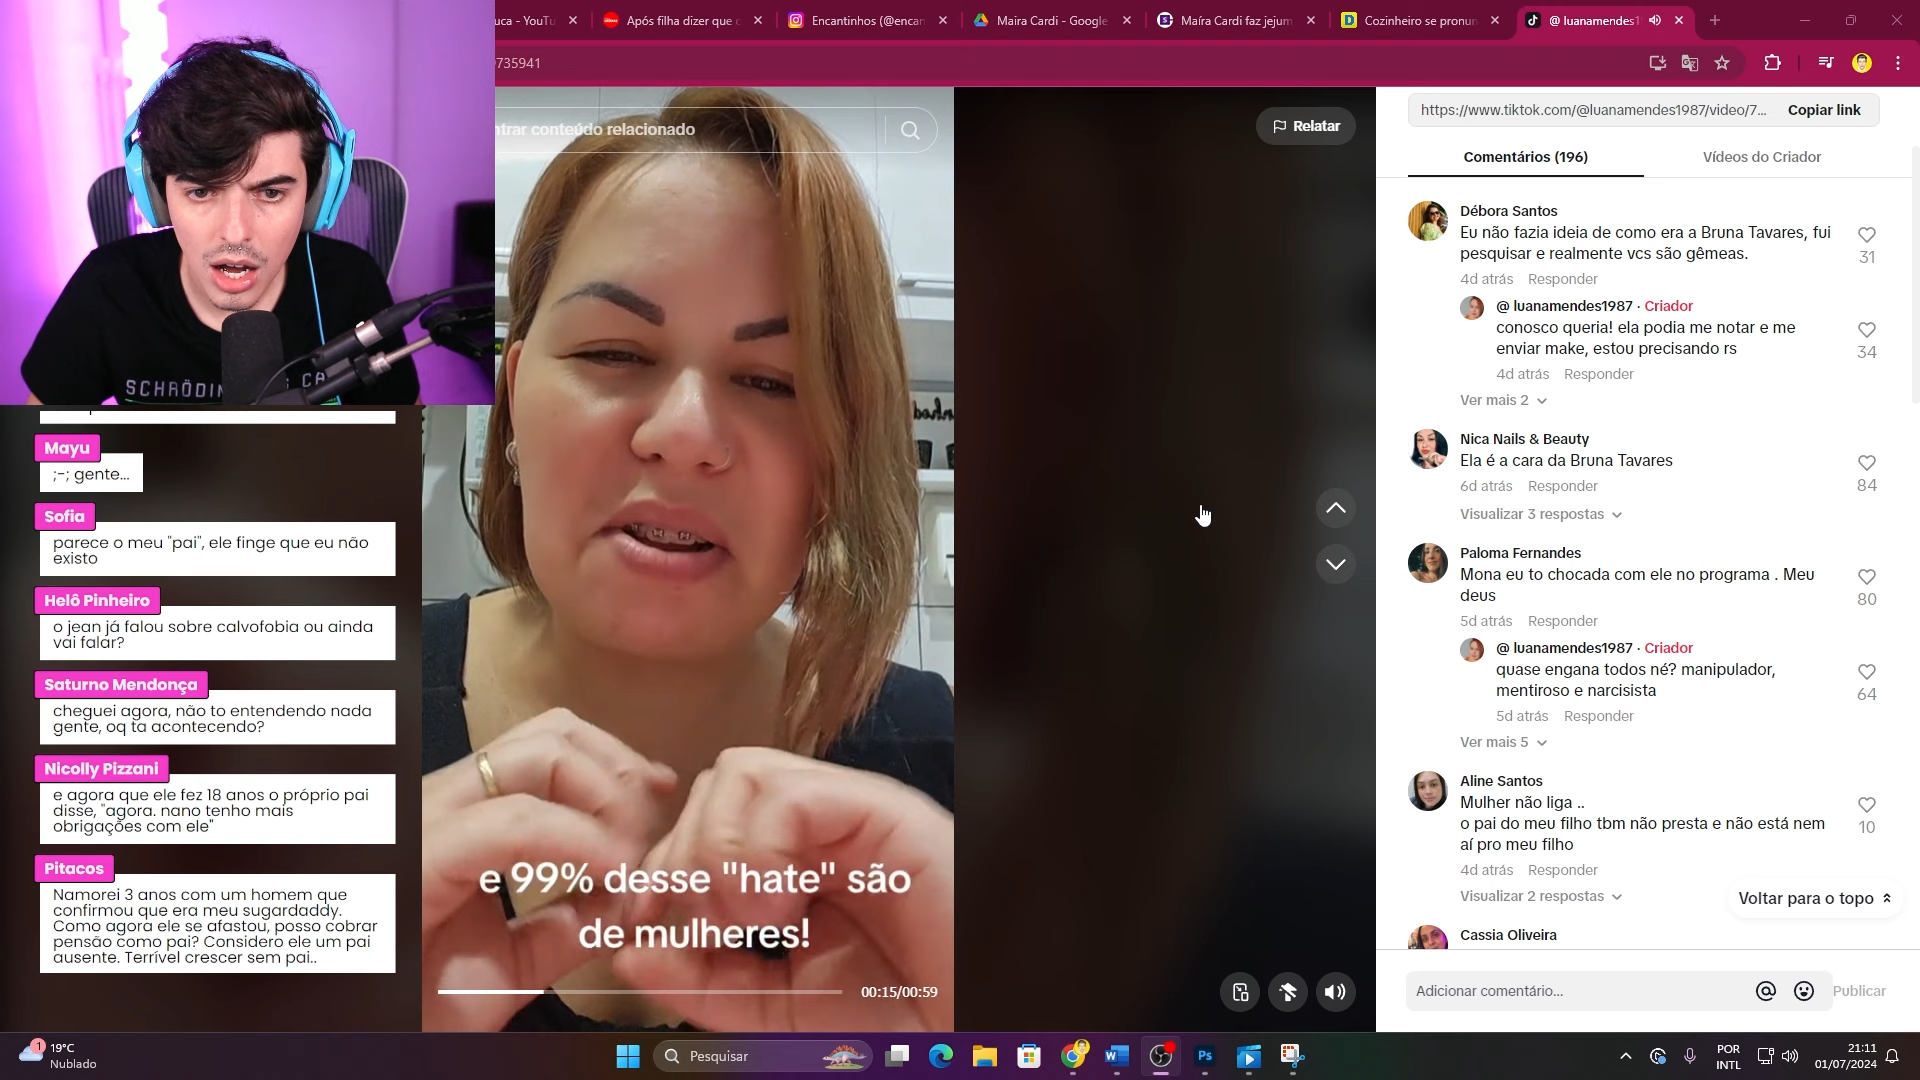 uca - YouTu
Após filha dizer que o
Encantinhos (@encan
Maira Cardi - Google
Maíra Cardi faz jejum
Cozinheiro se pronun
@ luanamendes1
735941
ntrar conteúdo relacionado
Relatar
https://www.tiktok.com/@luanamendes1987/video/7...
Copiar link
Comentários (196)
Vídeos do Criador
Débora Santos
Eu não fazia ideia de como era a Bruna Tavares, fui
pesquisar e realmente vcs são gêmeas.
31
4d atrás Responder
@ luanamendes1987 · Criador
conosco queria! ela podia me notar e me
enviar make, estou precisando rs
34
4d atrás Responder
Ver mais 2
Nica Nails & Beauty
Ela é a cara da Bruna Tavares
84
6d atrás Responder
Visualizar 3 respostas
Paloma Fernandes
Mona eu to chocada com ele no programa . Meu
deus
80
5d atrás Responder
@ luanamendes1987 · Criador
quase engana todos né? manipulador,
mentiroso e narcisista
64
5d atrás Responder
Ver mais 5
Aline Santos
Mulher não liga ..
o pai do meu filho tbm não presta e não está nem
aí pro meu filho
10
4d atrás Responder
Visualizar 2 respostas
Voltar para o topo
Cassia Oliveira
Adicionar comentário...
Publicar
SCHRÖDIN
Mayu
;-; gente...
Sofia
parece o meu "pai", ele finge que eu não
existo
Helô Pinheiro
o jean já falou sobre calvofobia ou ainda
vai falar?
Saturno Mendonça
cheguei agora, não to entendendo nada
gente, oq ta acontecendo?
Nicolly Pizzani
e agora que ele fez 18 anos o próprio pai
disse, "agora. nano tenho mais
obrigações com ele"
Pitacos
Namorei 3 anos com um homem que
confirmou que era meu sugardaddy.
Como agora ele se afastou, posso cobrar
pensão como pai? Considero ele um pai
ausente. Terrível crescer sem pai..
e 99% desse "hate" são
de mulheres!
00:15/00:59
1
19°C
Nublado
Pesquisar
W
Ps
POR
INTL
21:11
01/07/2024